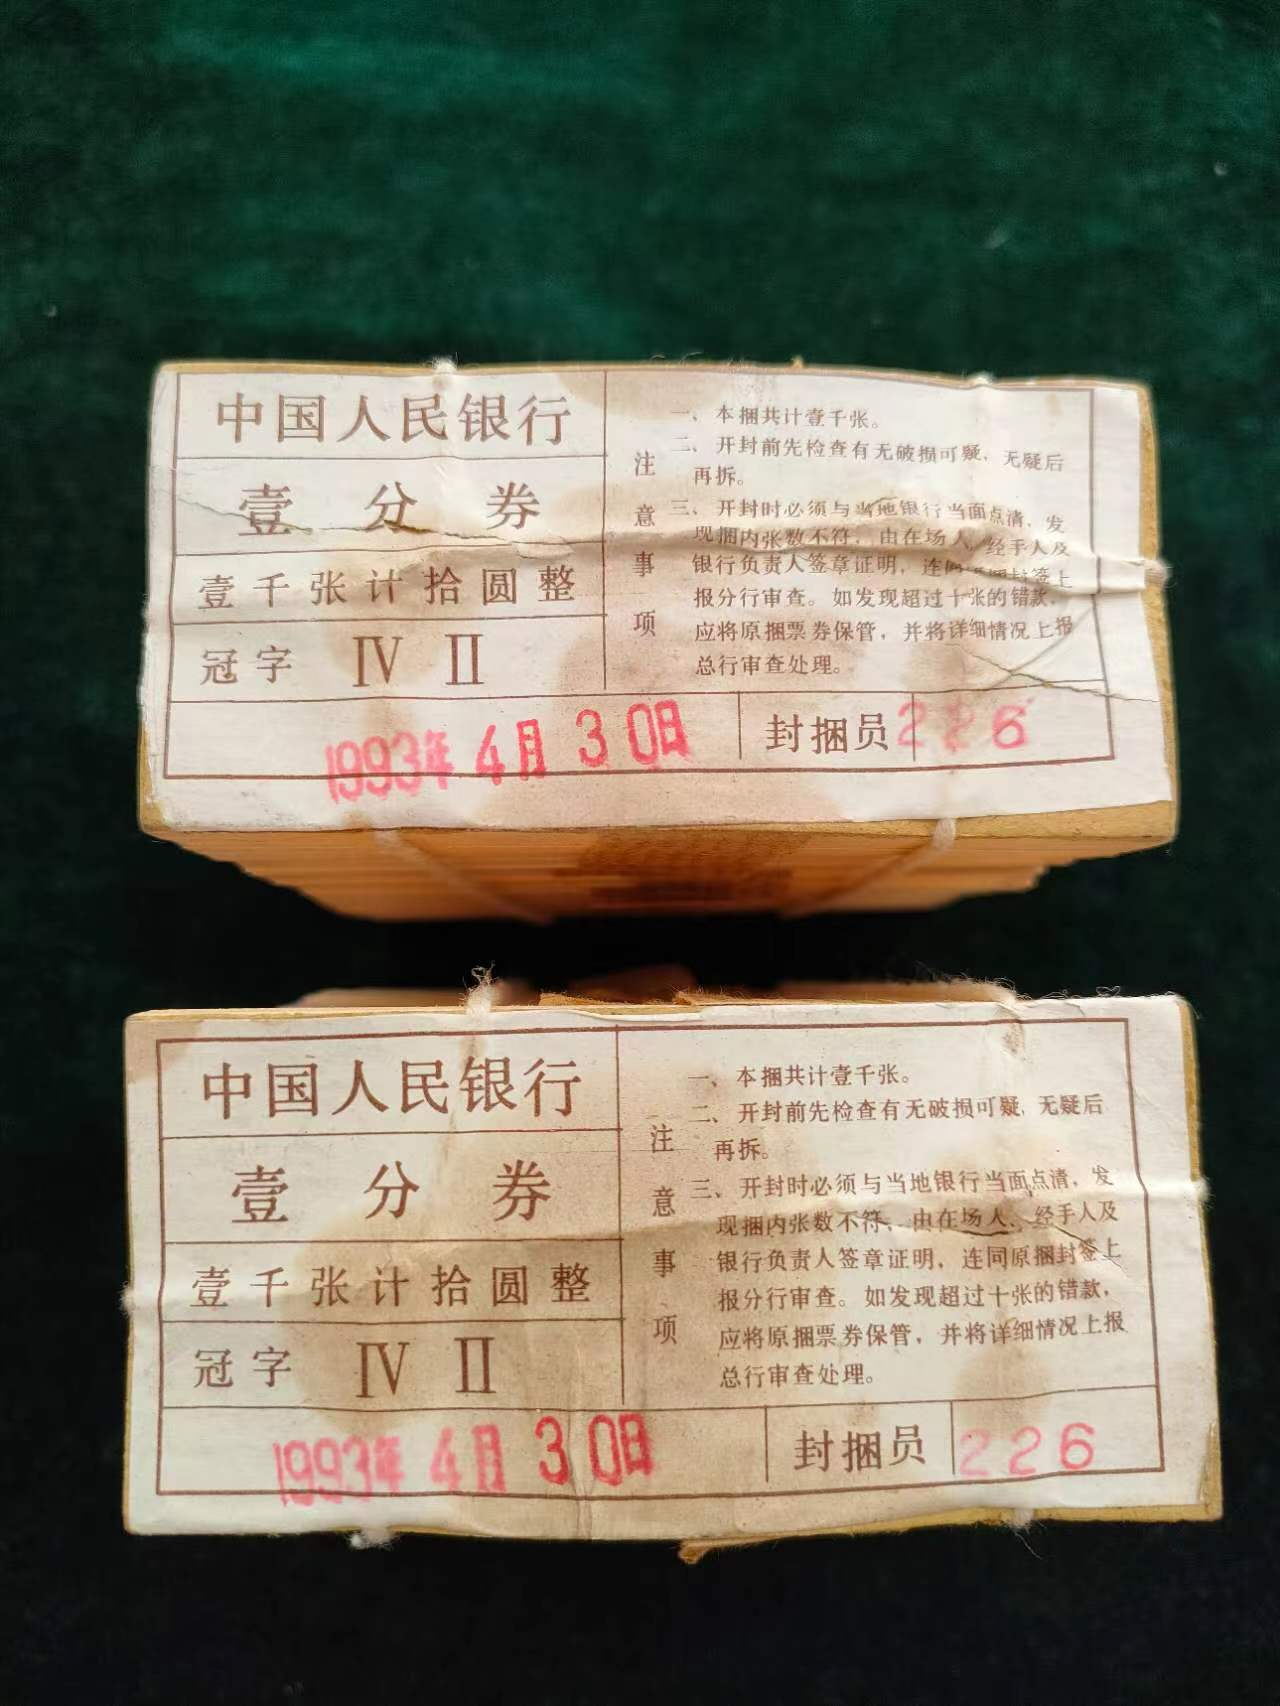 中国人民银行
壹分券
壹千张计拾圆整
冠字 Ⅳ Ⅱ
注意事项
一、本捆共计壹千张。
二、开封前先检查有无破损可疑，无疑后
再拆。
三、开封时必须与当地银行当面点清，发
现捆内张数不符，由在场人、经手人及
银行负责人签章证明，连同封签上
报分行审查。如发现超过十张的错款，
应将原捆票券保管，并将详细情况上报
总行审查处理。
1993年4月30日
封捆员 226
中国人民银行
壹分券
壹千张计拾圆整
冠字 Ⅳ Ⅱ
注意事项
一、本捆共计壹千张。
二、开封前先检查有无破损可疑，无疑后
再拆。
三、开封时必须与当地银行当面点清，发
现捆内张数不符，由在场人、经手人及
银行负责人签章证明，连同原捆封签上
报分行审查。如发现超过十张的错款，
应将原捆票券保管，并将详细情况上报
总行审查处理。
1993年4月30日
封捆员 226